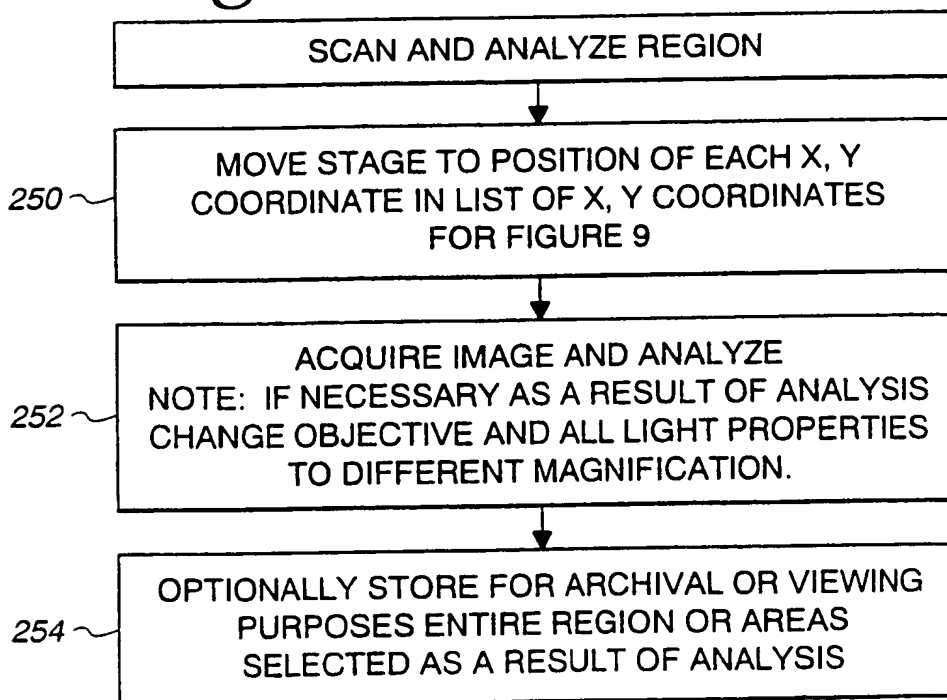 SCAN AND ANALYZE REGION
250
MOVE STAGE TO POSITION OF EACH X, Y
COORDINATE IN LIST OF X, Y COORDINATES
FOR FIGURE 9
252
ACQUIRE IMAGE AND ANALYZE
NOTE: IF NECESSARY AS A RESULT OF ANALYSIS
CHANGE OBJECTIVE AND ALL LIGHT PROPERTIES
TO DIFFERENT MAGNIFICATION.
254
OPTIONALLY STORE FOR ARCHIVAL OR VIEWING
PURPOSES ENTIRE REGION OR AREAS
SELECTED AS A RESULT OF ANALYSIS